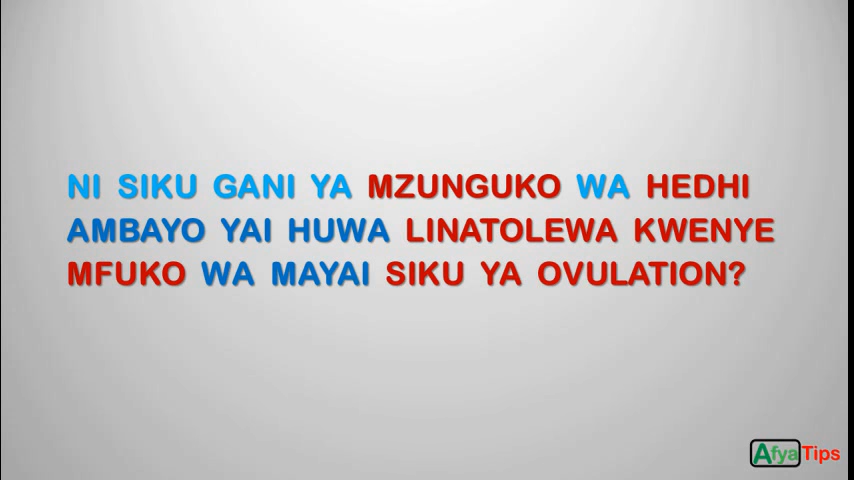 NI SIKU GANI YA MZUNGUKO WA HEDHI
AMBAYO YAI HUWA LINATOLEWA KWENYE
MFUKO WA MAYAI SIKU YA OVULATION?
AfyaTips